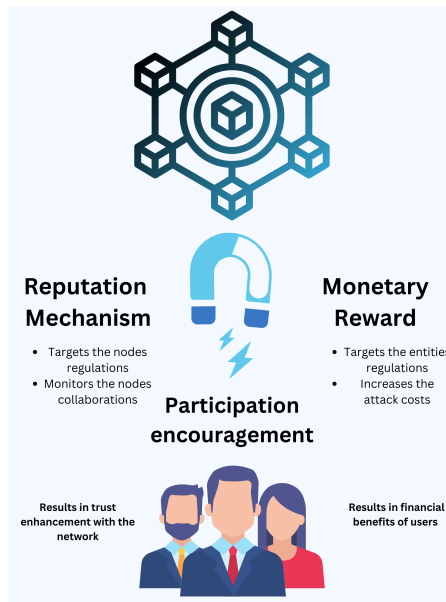 Reputation
Mechanism
• Targets the nodes
regulations
• Monitors the nodes
collaborations
Monetary
Reward
• Targets the entities
regulations
• Increases the
attack costs
Participation
encouragement
Results in trust
enhancement with the
network
Results in financial
benefits of users